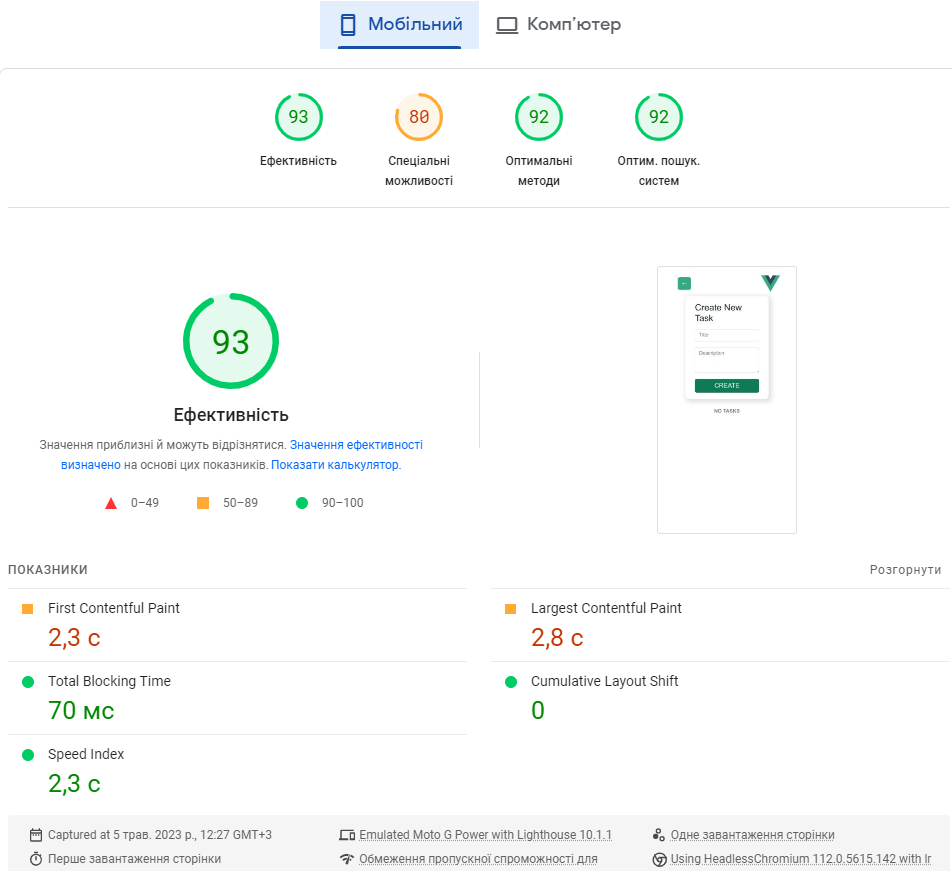 Мобільний Комп'ютер
93 80 92 92
Ефективність Спеціальні Оптимальні Оптим. пошук.
можливості методи систем
93
Ефективність
Значення приблизні й можуть відрізнятися. Значення ефективності
визначено на основі цих показників. Показати калькулятор.
0–49 50–89 90–100
←
Create New
Task
Title
Description
CREATE
NO TASKS
ПОКАЗНИКИ Розгорнути
First Contentful Paint Largest Contentful Paint
2,3 с 2,8 с
Total Blocking Time Cumulative Layout Shift
70 мс 0
Speed Index
2,3 с
Captured at 5 трав. 2023 р., 12:27 GMT+3 Emulated Moto G Power with Lighthouse 10.1.1 Одне завантаження сторінки
Перше завантаження сторінки Обмеження пропускної спроможності для Using HeadlessChromium 112.0.5615.142 with lr